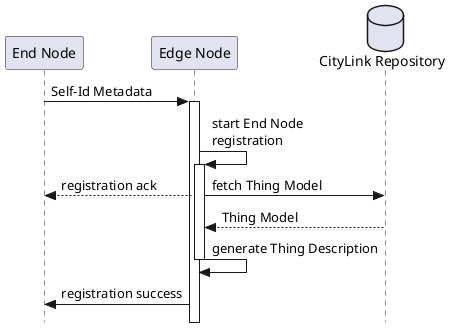 End Node
Edge Node
CityLink Repository
Self-Id Metadata
start End Node
registration
registration ack
fetch Thing Model
Thing Model
generate Thing Description
registration success